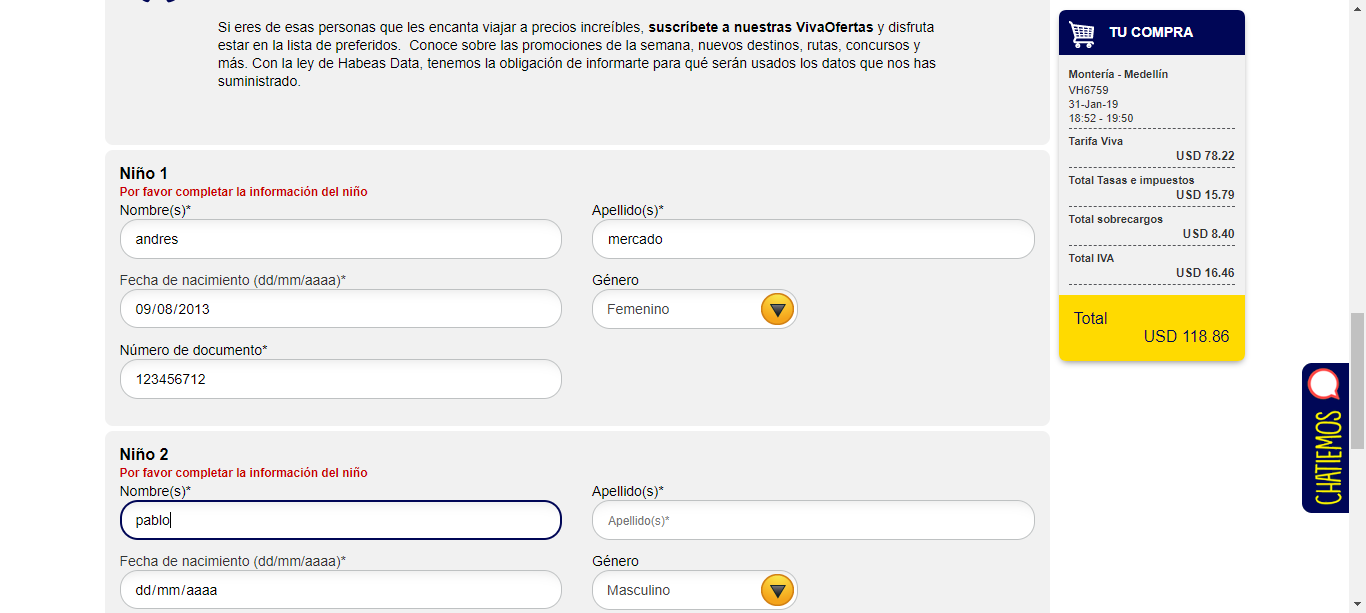 Si eres de esas personas que les encanta viajar a precios increíbles, suscríbete a nuestras VivaOfertas y disfruta
estar en la lista de preferidos. Conoce sobre las promociones de la semana, nuevos destinos, rutas, concursos y
más. Con la ley de Habeas Data, tenemos la obligación de informarte para qué serán usados los datos que nos has
suministrado.
Niño 1
Por favor completar la información del niño
Nombre(s)*
Apellido(s)*
andres
mercado
Fecha de nacimiento (dd/mm/aaaa)*
Género
09/08/2013
Femenino
Número de documento*
123456712
Niño 2
Por favor completar la información del niño
Nombre(s)*
Apellido(s)*
pablo
Apellido(s)*
Fecha de nacimiento (dd/mm/aaaa)*
Género
dd/mm/aaaa
Masculino
TU COMPRA
Montería - Medellín
VH6759
31-Jan-19
18:52 - 19:50
Tarifa Viva
USD 78.22
Total Tasas e impuestos
USD 15.79
Total sobrecargos
USD 8.40
Total IVA
USD 16.46
Total
USD 118.86
CHATIEMOS